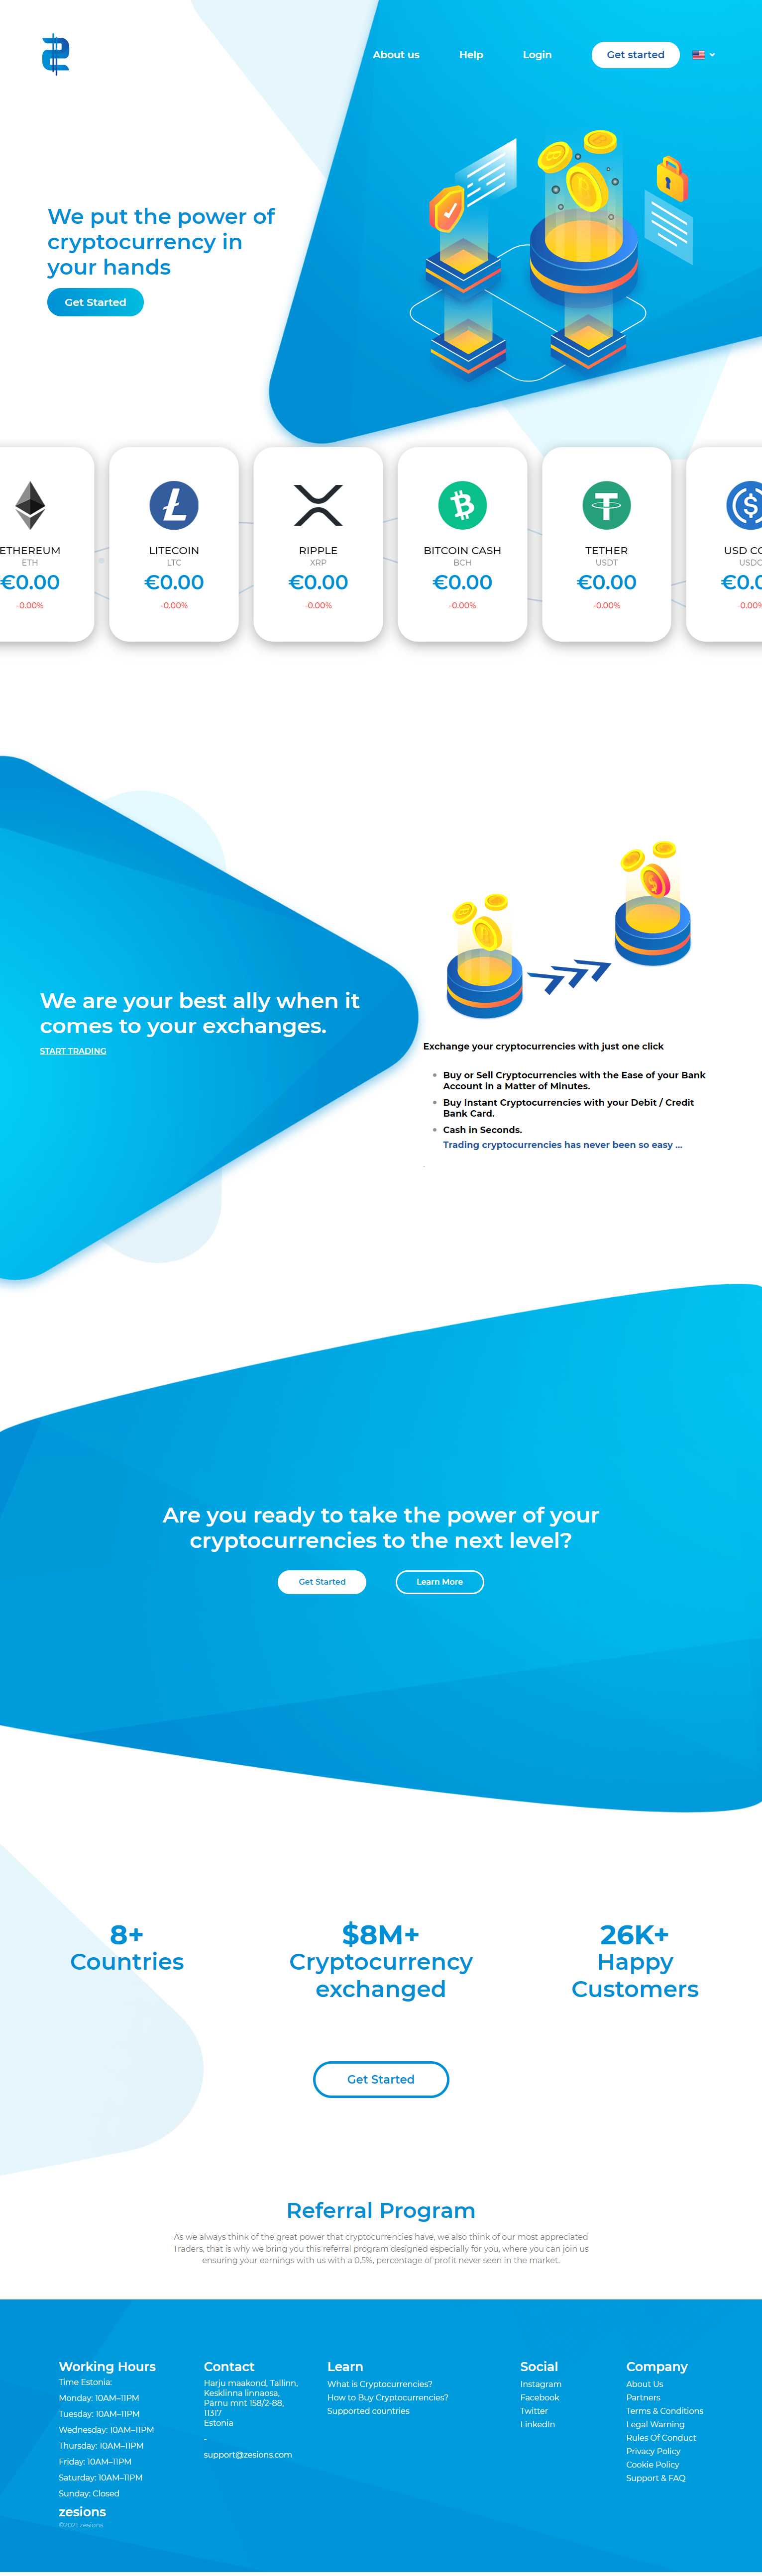 About us
Help
Login
Get started
We put the power of
cryptocurrency in
your hands
Get Started
ETHEREUM
ETH
€0.00
-0.00%
LITECOIN
LTC
€0.00
-0.00%
RIPPLE
XRP
€0.00
-0.00%
BITCOIN CASH
BCH
€0.00
-0.00%
TETHER
USDT
€0.00
-0.00%
USD CO
USDC
€0.0
-0.00%
We are your best ally when it
comes to your exchanges.
START TRADING
Exchange your cryptocurrencies with just one click
Buy or Sell Cryptocurrencies with the Ease of your Bank
Account in a Matter of Minutes.
Buy Instant Cryptocurrencies with your Debit / Credit
Bank Card.
Cash in Seconds.
Trading cryptocurrencies has never been so easy ...
.
Are you ready to take the power of your
cryptocurrencies to the next level?
Get Started
Learn More
8+
Countries
$8M+
Cryptocurrency
exchanged
26K+
Happy
Customers
Get Started
Referral Program
As we always think of the great power that cryptocurrencies have, we also think of our most appreciated
Traders, that is why we bring you this referral program designed especially for you, where you can join us
ensuring your earnings with us with a 0.5%, percentage of profit never seen in the market.
Working Hours
Time Estonia:
Monday: 10AM–11PM
Tuesday: 10AM–11PM
Wednesday: 10AM–11PM
Thursday: 10AM–11PM
Friday: 10AM–11PM
Saturday: 10AM–11PM
Sunday: Closed
zesions
©2021 zesions
Contact
Harju maakond, Tallinn,
Kesklinna linnaosa,
Pärnu mnt 158/2-88,
11317
Estonia
-
support@zesions.com
Learn
What is Cryptocurrencies?
How to Buy Cryptocurrencies?
Supported countries
Social
Instagram
Facebook
Twitter
LinkedIn
Company
About Us
Partners
Terms & Conditions
Legal Warning
Rules Of Conduct
Privacy Policy
Cookie Policy
Support & FAQ